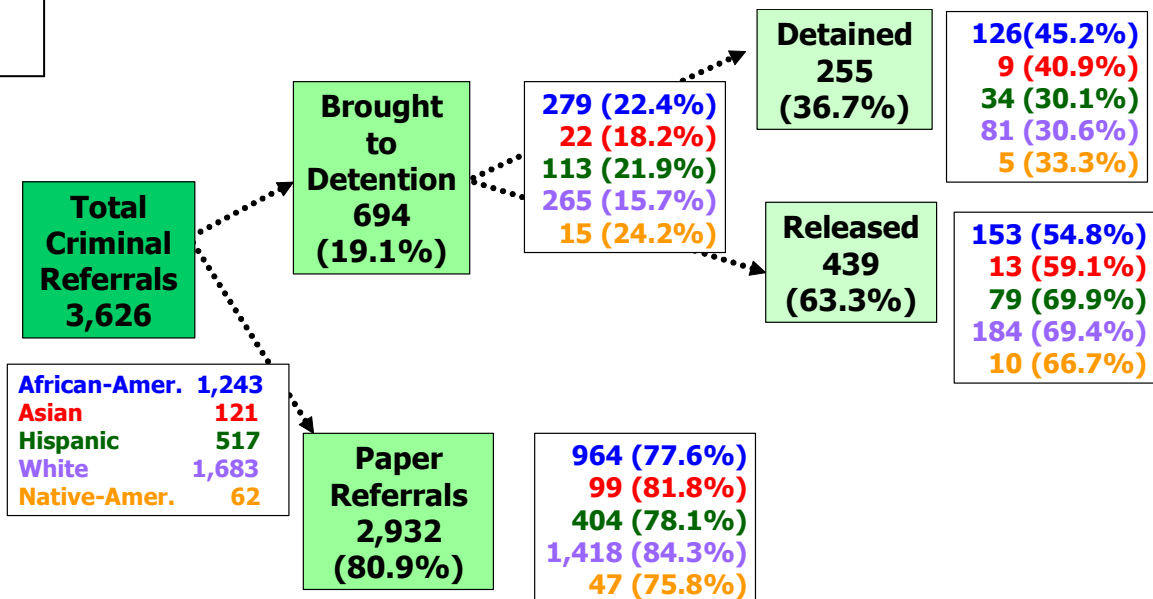 Total
Criminal
Referrals
3,626
African-Amer. 1,243
Asian 121
Hispanic 517
White 1,683
Native-Amer. 62
Brought
to
Detention
694
(19.1%)
279 (22.4%)
22 (18.2%)
113 (21.9%)
265 (15.7%)
15 (24.2%)
Detained
255
(36.7%)
126(45.2%)
9 (40.9%)
34 (30.1%)
81 (30.6%)
5 (33.3%)
Released
439
(63.3%)
153 (54.8%)
13 (59.1%)
79 (69.9%)
184 (69.4%)
10 (66.7%)
Paper
Referrals
2,932
(80.9%)
964 (77.6%)
99 (81.8%)
404 (78.1%)
1,418 (84.3%)
47 (75.8%)